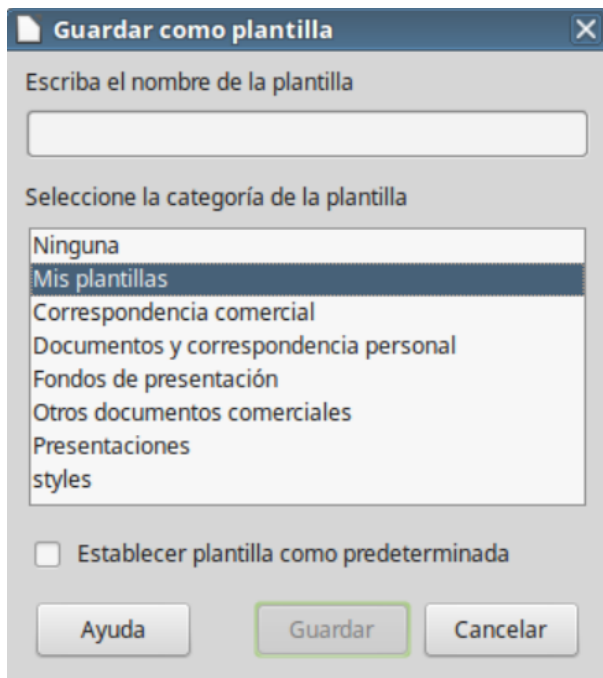 Guardar como plantilla
Escriba el nombre de la plantilla
Seleccione la categoría de la plantilla
Ninguna
Mis plantillas
Correspondencia comercial
Documentos y correspondencia personal
Fondos de presentación
Otros documentos comerciales
Presentaciones
styles
Establecer plantilla como predeterminada
Ayuda Guardar Cancelar